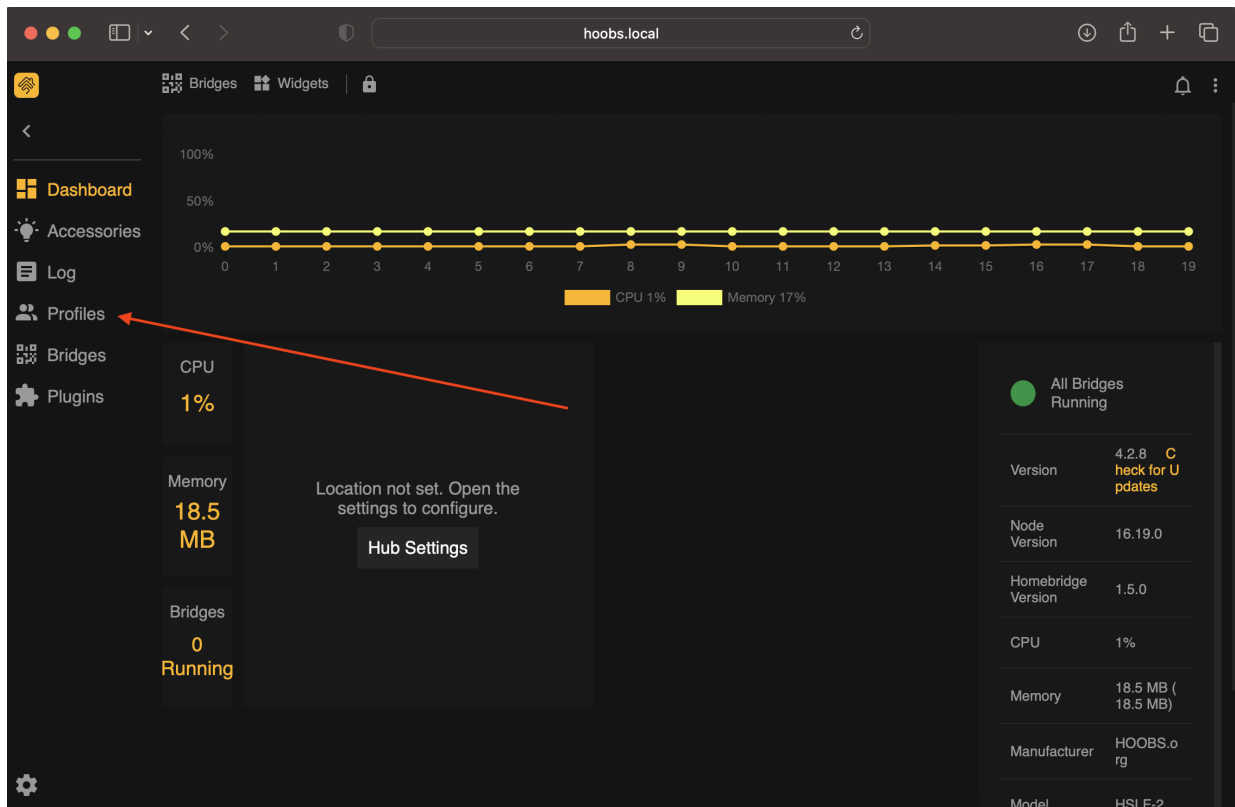 hoobs.local
Bridges
Widgets
Dashboard
Accessories
Log
Profiles
Bridges
Plugins
100%
50%
0%
0 1 2 3 4 5 6 7 8 9 10 11 12 13 14 15 16 17 18 19
CPU 1%
Memory 17%
CPU
1%
Memory
18.5
MB
Bridges
0
Running
Location not set. Open the
settings to configure.
Hub Settings
All Bridges
Running
Version
4.2.8 C
heck for U
pdates
Node
Version
16.19.0
Homebridge
Version
1.5.0
CPU
1%
Memory
18.5 MB (
18.5 MB)
Manufacturer
HOOBS.o
rg
Model
HSLF-2